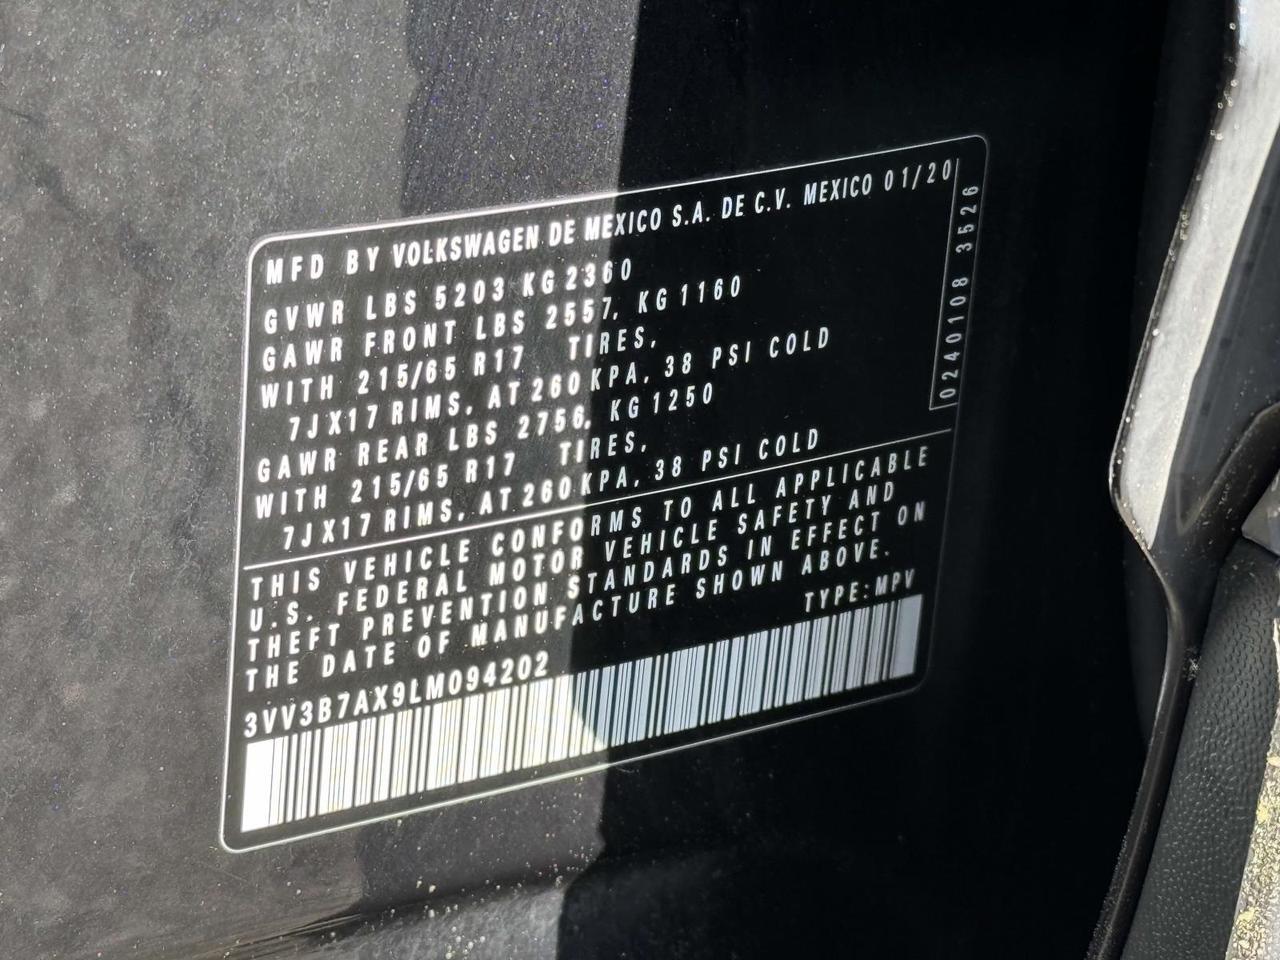 MFD BY VOLKSWAGEN DE MEXICO S.A. DE C.V. MEXICO 01/20
GVWR LBS 5203 KG 2360
GAWR FRONT LBS 2557, KG 1160
WITH 215/65 R17 TIRES,
7JX17 RIMS, AT 260 KPA, 38 PSI COLD
GAWR REAR LBS 2756, KG 1250
WITH 215/65 R17 TIRES,
7JX17 RIMS, AT 260 KPA, 38 PSI COLD
0240108 3526
THIS VEHICLE CONFORMS TO ALL APPLICABLE
U.S. FEDERAL MOTOR VEHICLE SAFETY AND
THEFT PREVENTION STANDARDS IN EFFECT ON
THE DATE OF MANUFACTURE SHOWN ABOVE.
3VV3B7AX9LM094202 TYPE:MPV